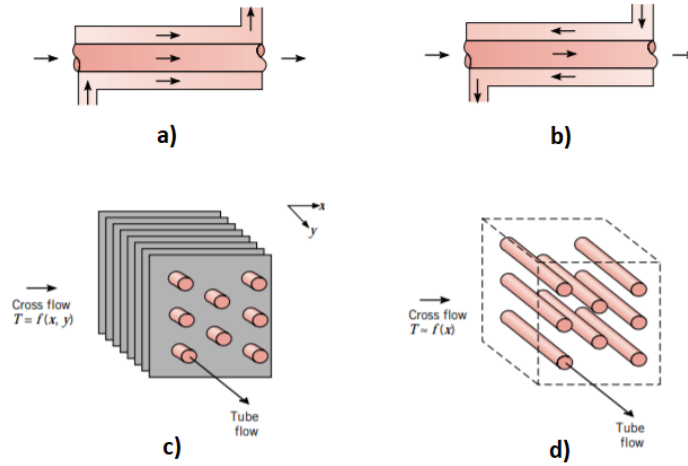 a)
b)
x
y
Cross flow
T = f(x, y)
Tube
flow
c)
Cross flow
T = f(x)
Tube
flow
d)